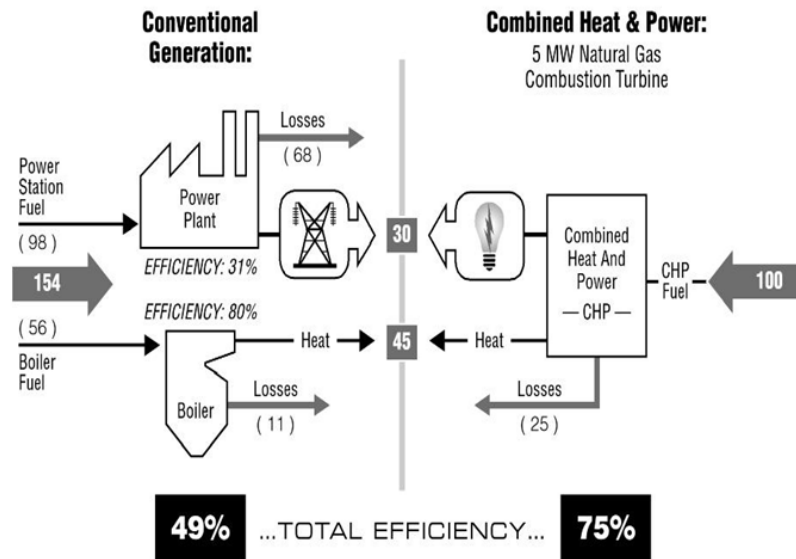 Conventional
Generation:
Combined Heat & Power:
5 MW Natural Gas
Combustion Turbine
Losses
( 68 )
Power
Station
Fuel
( 98 )
Power
Plant
30
Combined
Heat And
Power
— CHP —
CHP
Fuel
100
154
EFFICIENCY: 31%
EFFICIENCY: 80%
( 56 )
Boiler
Fuel
Heat
45
Heat
Boiler
Losses
( 11 )
Losses
( 25 )
49% ...TOTAL EFFICIENCY... 75%